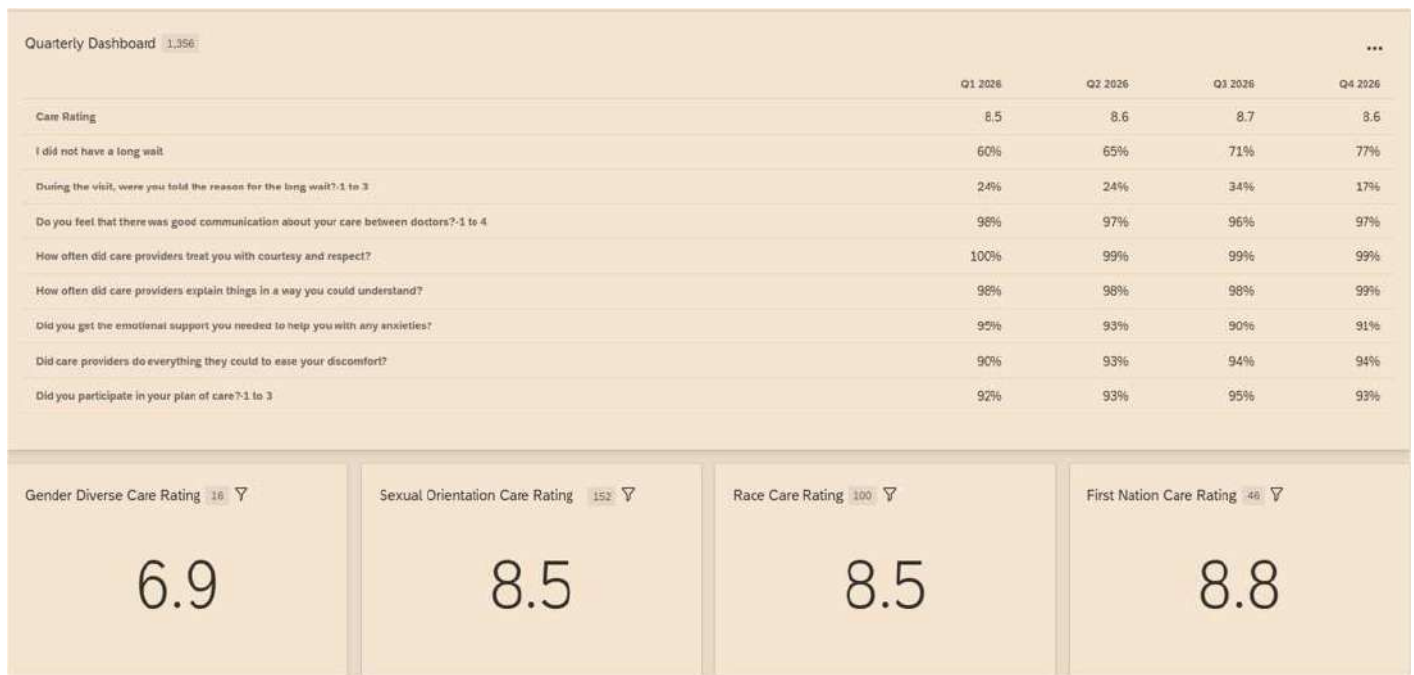 Quarterly Dashboard 1,356
...
Q1 2026 Q2 2026 Q3 2026 Q4 2026
Care Rating 8.5 8.6 8.7 8.6
I did not have a long wait 60% 65% 71% 77%
During the visit, were you told the reason for the long wait?-1 to 3 24% 24% 34% 17%
Do you feel that there was good communication about your care between doctors?-1 to 4 98% 97% 96% 97%
How often did care providers treat you with courtesy and respect? 100% 99% 99% 99%
How often did care providers explain things in a way you could understand? 98% 98% 98% 99%
Did you get the emotional support you needed to help you with any anxieties? 95% 93% 90% 91%
Did care providers do everything they could to ease your discomfort? 90% 93% 94% 94%
Did you participate in your plan of care?-1 to 3 92% 93% 95% 93%
Gender Diverse Care Rating 16
6.9
Sexual Orientation Care Rating 152
8.5
Race Care Rating 100
8.5
First Nation Care Rating 46
8.8